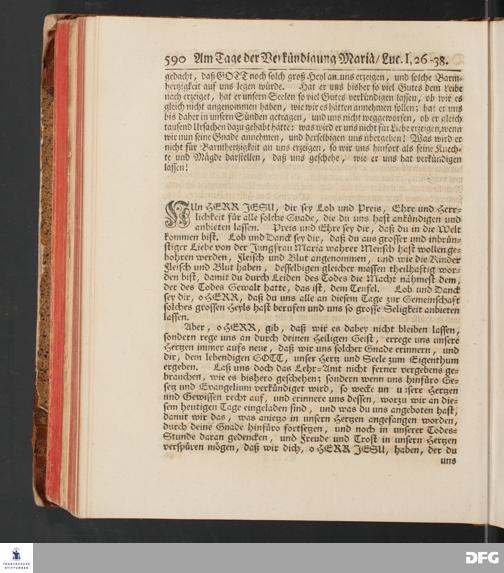 590 Am Tage der Verkündigung Mariä/ Luc. I, 26-38.
gedacht, daß GOTT noch solch groß Heyl an uns erzeigen, und solche Barm-
hertzigkeit auf uns legen würde. Hat er uns bisher so viel Gutes dem Leibe
nach erzeiget, hat er unsern Seelen so viel Gutes verkündigen lassen, ob wir es
gleich nicht angenommen haben, wie wir es hätten annehmen sollen: hat er uns
bis daher in unsern Sünden getragen, und uns nicht weggeworfen, ob er gleich
tausend Ursachen dazu gehabt hätte: was wird er uns nicht für Liebe erzeigen, wenn
wir nun seine Gnade annehmen, und derselbigen uns übergeben! Was wird er
nicht für Barmhertzigkeit an uns erzeigen, so wir uns hinfort als seine Knech-
te und Mägde darstellen, daß uns geschehe, wie er uns hat verkündigen
lassen!
NUn HERR JESU, dir sey Lob und Preis, Ehre und Herr-
lichkeit für alle solche Gnade, die du uns hast ankündigen und
anbieten lassen. Preis und Ehre sey dir, daß du in die Welt
kommen bist. Lob und Danck sey dir, daß du aus grosser und inbrün-
stiger Liebe von der Jungfrau Maria wahrer Mensch hast wollen ge-
bohren werden, Fleisch und Blut angenommen, und wie die Kinder
Fleisch und Blut haben, desselbigen gleicher massen theilhaftig wor-
den bist, damit du durch Leiden des Todes die Macht nähmest dem,
der des Todes Gewalt hatte, das ist, dem Teufel. Lob und Danck
sey dir, o HERR, daß du uns alle an diesem Tage zur Gemeinschaft
solches grossen Heyls hast berufen und uns so grosse Seligkeit anbieten
lassen.
Aber, o HERR, gib, daß wir es dabey nicht bleiben lassen,
sondern rege uns an durch deinen Heiligen Geist, errege uns unsere
Hertzen immer aufs neue, daß wir uns solcher Gnade erinnern, und
dir, dem lebendigen GOTT, unser Hertz und Seele zum Eigenthum
ergeben. Laß uns doch das Lehr-Amt nicht ferner vergebens ge-
brauchen, wie es bishero geschehen; sondern wenn uns hinfüro Ge-
setz und Evangelium verkündiget wird, so wecke un u sere Hertzen
und Gewissen recht auf, und erinnere uns dessen, worzu wir an die-
sem heutigen Tage eingeladen sind, und was du uns angeboten hast,
damit wir das, was anietzo in unsern Hertzen angefangen worden,
durch deine Gnade hinfüro fortsetzen, und noch in unserer Todes-
Stunde daran gedencken, und Freude und Trost in unsern Hertzen
verspüren mögen, daß wir dich, o HERR JESU, haben, der du
uns
FRANCKESCHE
STIFTUNGEN
DFG